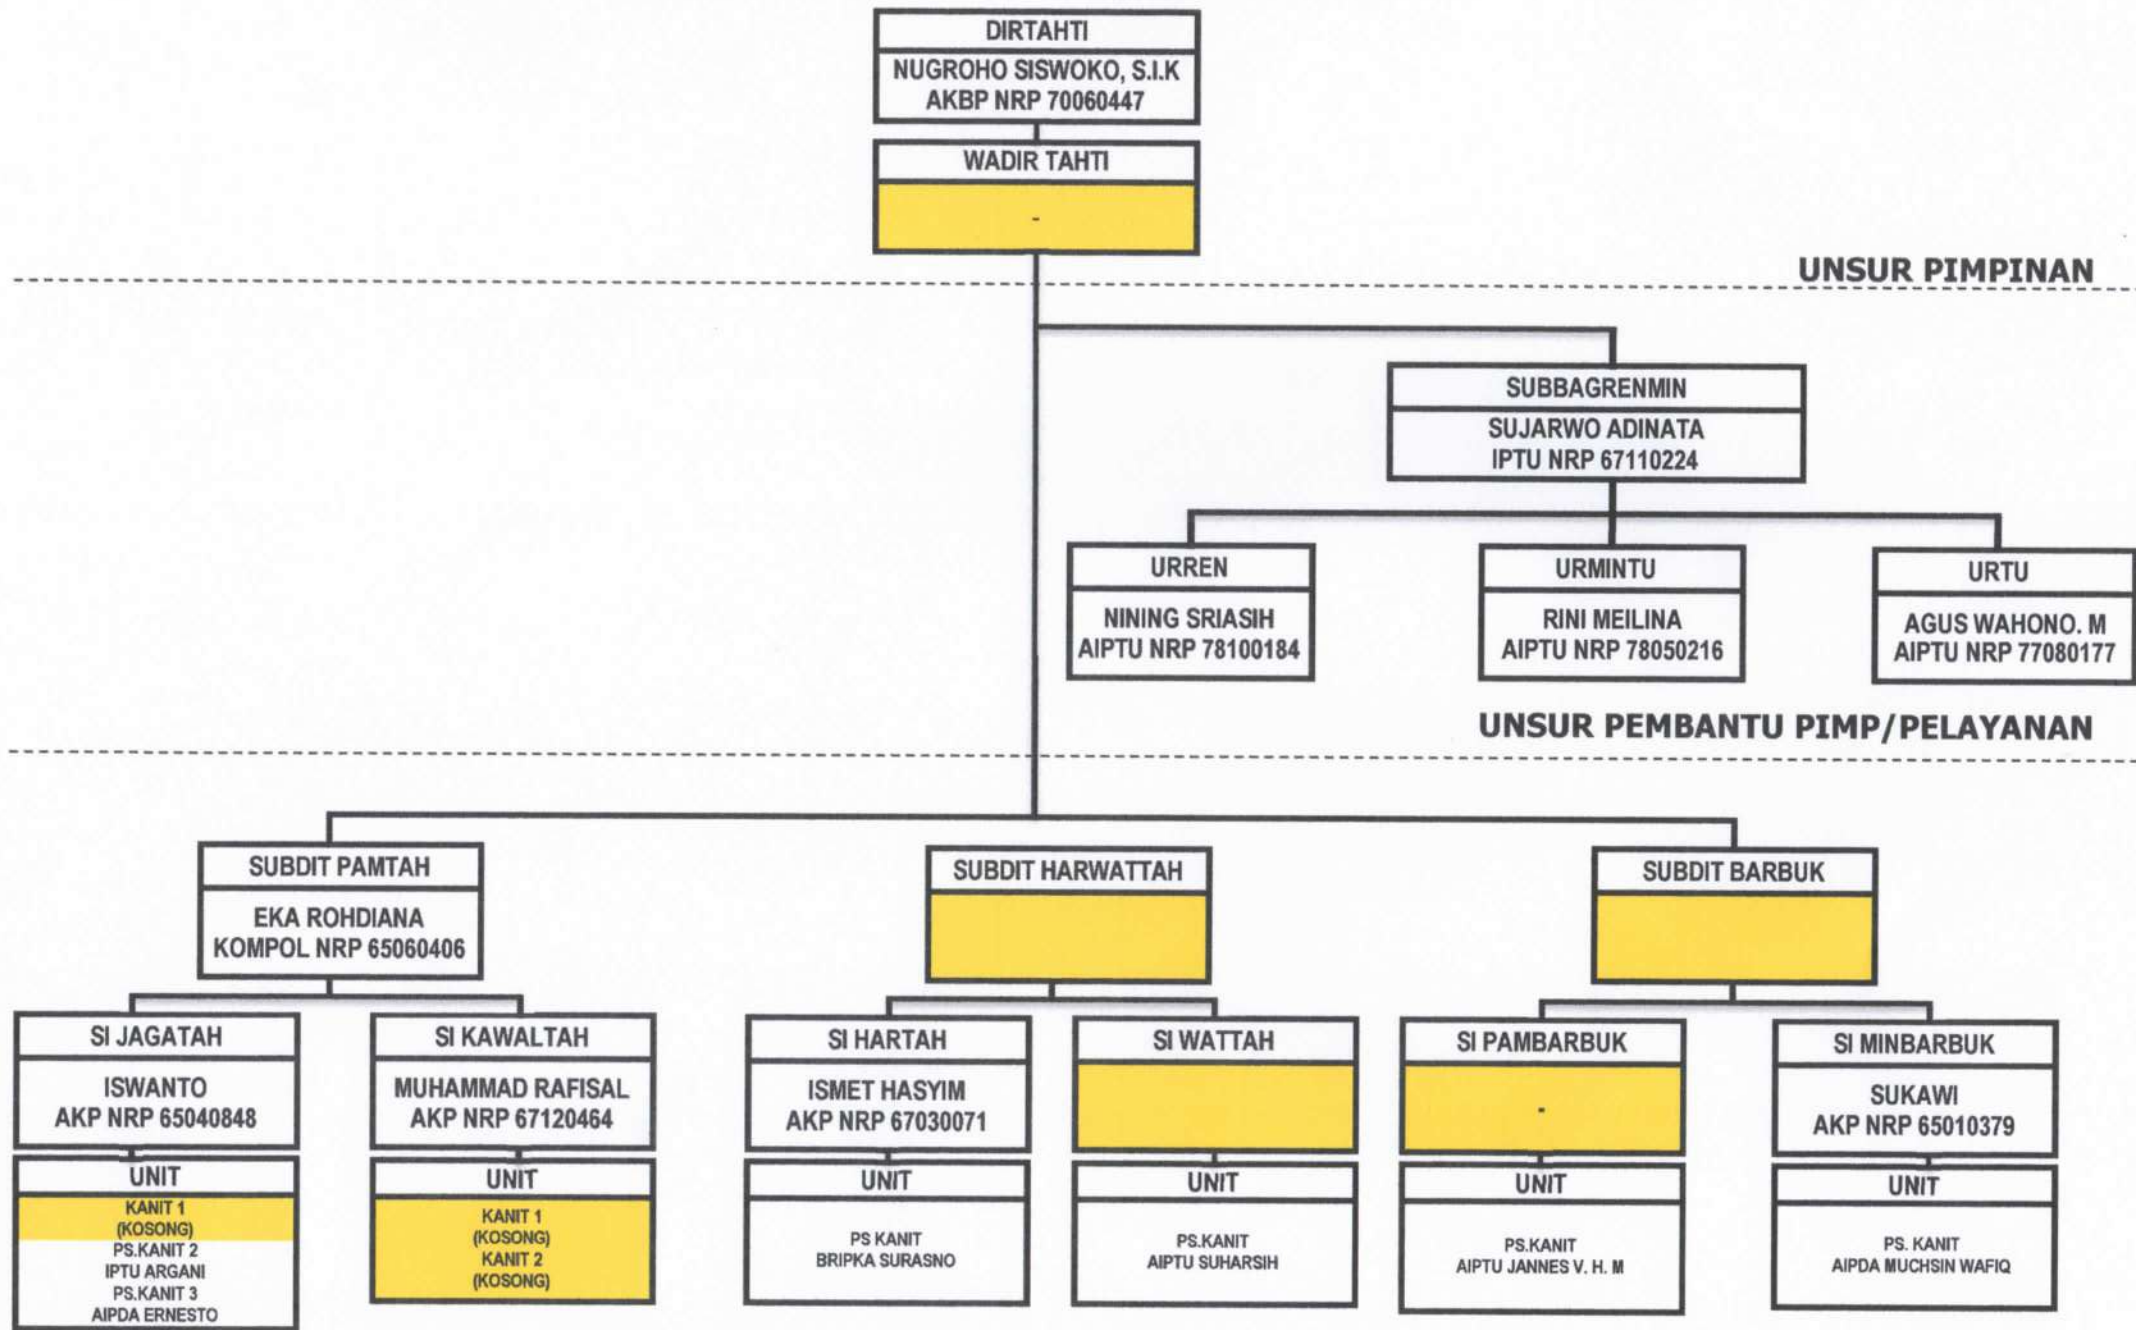 DIRTAHTI
NUGROHO SISWOKO, S.I.K
AKBP NRP 70060447
WADIR TAHTI
-
UNSUR PIMPINAN
SUBBAGRENMIN
SUJARWO ADINATA
IPTU NRP 67110224
URREN
NINING SRIASIH
AIPTU NRP 78100184
URMINTU
RINI MEILINA
AIPTU NRP 78050216
URTU
AGUS WAHONO. M
AIPTU NRP 77080177
UNSUR PEMBANTU PIMP/PELAYANAN
SUBDIT PAMTAH
EKA ROHDIANA
KOMPOL NRP 65060406
SUBDIT HARWATTAH
SUBDIT BARBUK
SI JAGATAH
ISWANTO
AKP NRP 65040848
SI KAWALTAH
MUHAMMAD RAFISAL
AKP NRP 67120464
SI HARTAH
ISMET HASYIM
AKP NRP 67030071
SI WATTAH
SI PAMBARBUK
-
SI MINBARBUK
SUKAWI
AKP NRP 65010379
UNIT
KANIT 1
(KOSONG)
PS.KANIT 2
IPTU ARGANI
PS.KANIT 3
AIPDA ERNESTO
UNIT
KANIT 1
(KOSONG)
KANIT 2
(KOSONG)
UNIT
PS KANIT
BRIPKA SURASNO
UNIT
PS.KANIT
AIPTU SUHARSIH
UNIT
PS.KANIT
AIPTU JANNES V. H. M
UNIT
PS. KANIT
AIPDA MUCHSIN WAFIQ